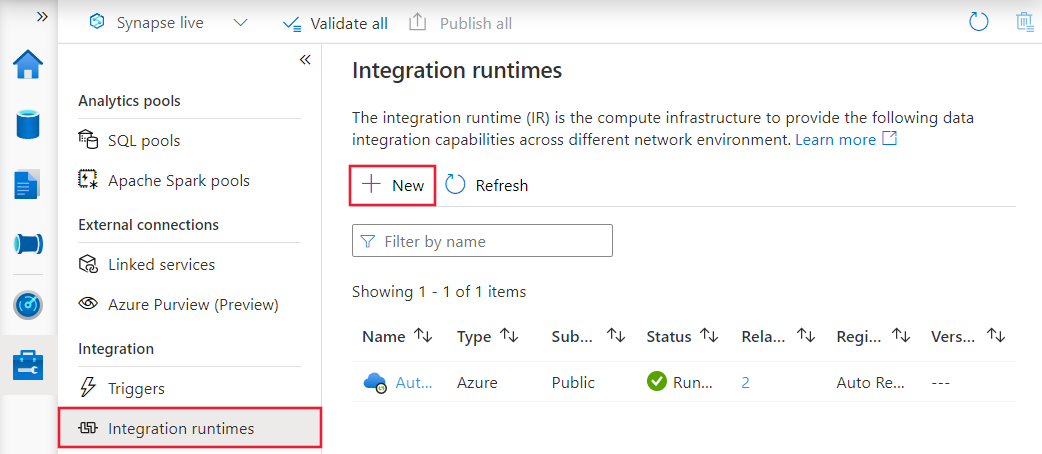 Synapse live
Validate all
Publish all
Analytics pools
SQL pools
Apache Spark pools
External connections
Linked services
Azure Purview (Preview)
Integration
Triggers
Integration runtimes
Integration runtimes
The integration runtime (IR) is the compute infrastructure to provide the following data
integration capabilities across different network environment. Learn more
New
Refresh
Filter by name
Showing 1 - 1 of 1 items
Name Type Sub... Status Rela... Regi... Vers...
Aut... Azure Public Run... 2 Auto Re... ---